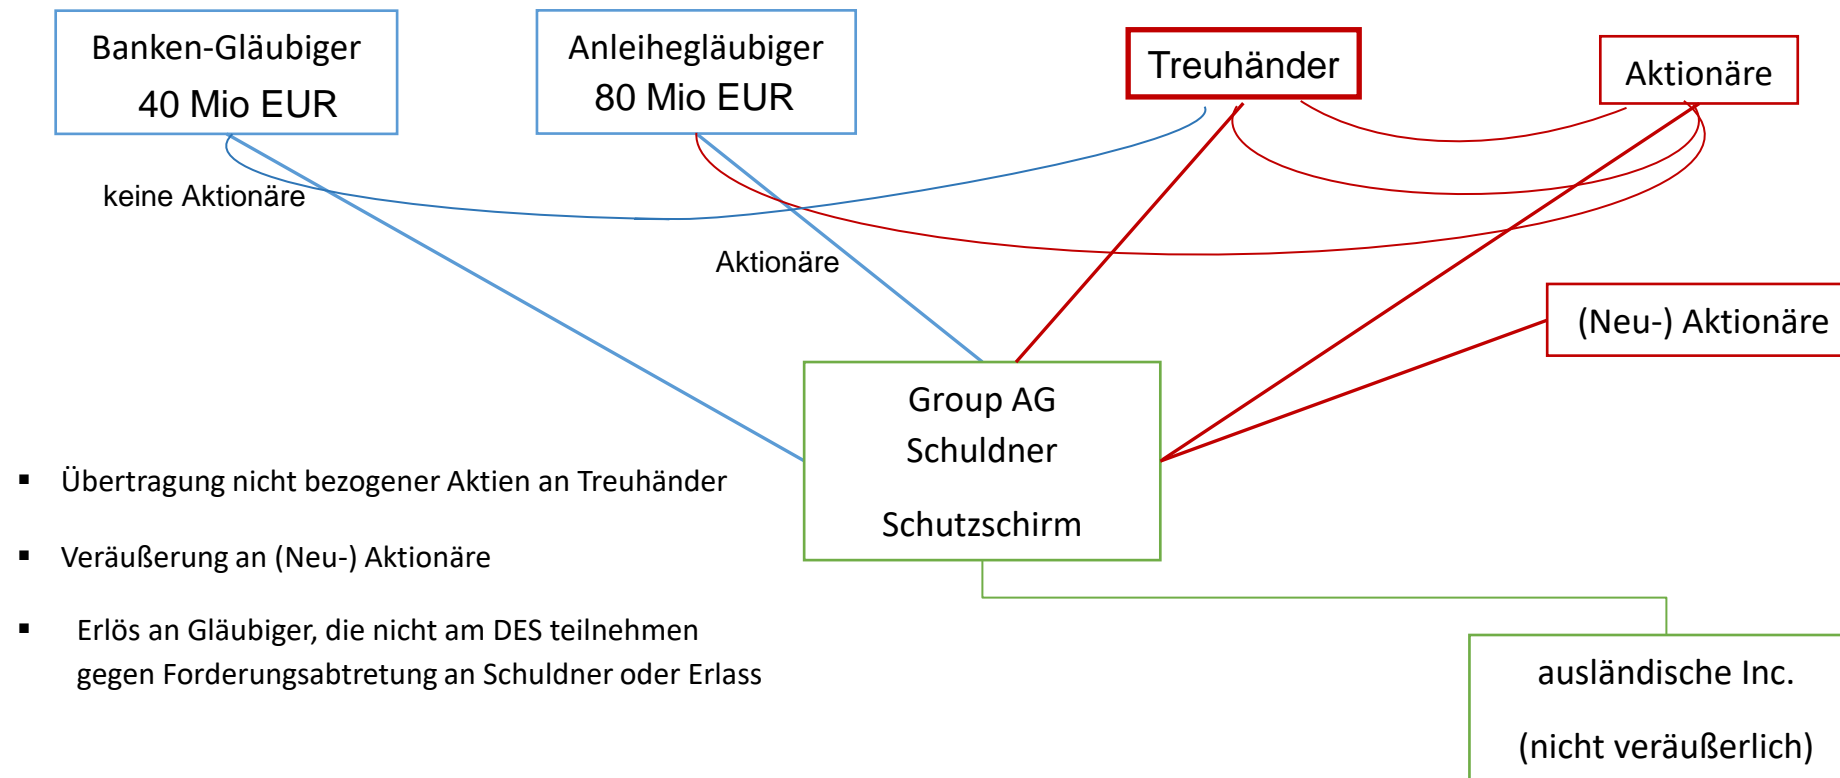 Banken-Gläubiger
40 Mio EUR
Anleihegläubiger
80 Mio EUR
Treuhänder
Aktionäre
keine Aktionäre
Aktionäre
(Neu-) Aktionäre
Group AG
Schuldner
Schutzschirm
▪ Übertragung nicht bezogener Aktien an Treuhänder
▪ Veräußerung an (Neu-) Aktionäre
▪ Erlös an Gläubiger, die nicht am DES teilnehmen
gegen Forderungsabtretung an Schuldner oder Erlass
ausländische Inc.
(nicht veräußerlich)